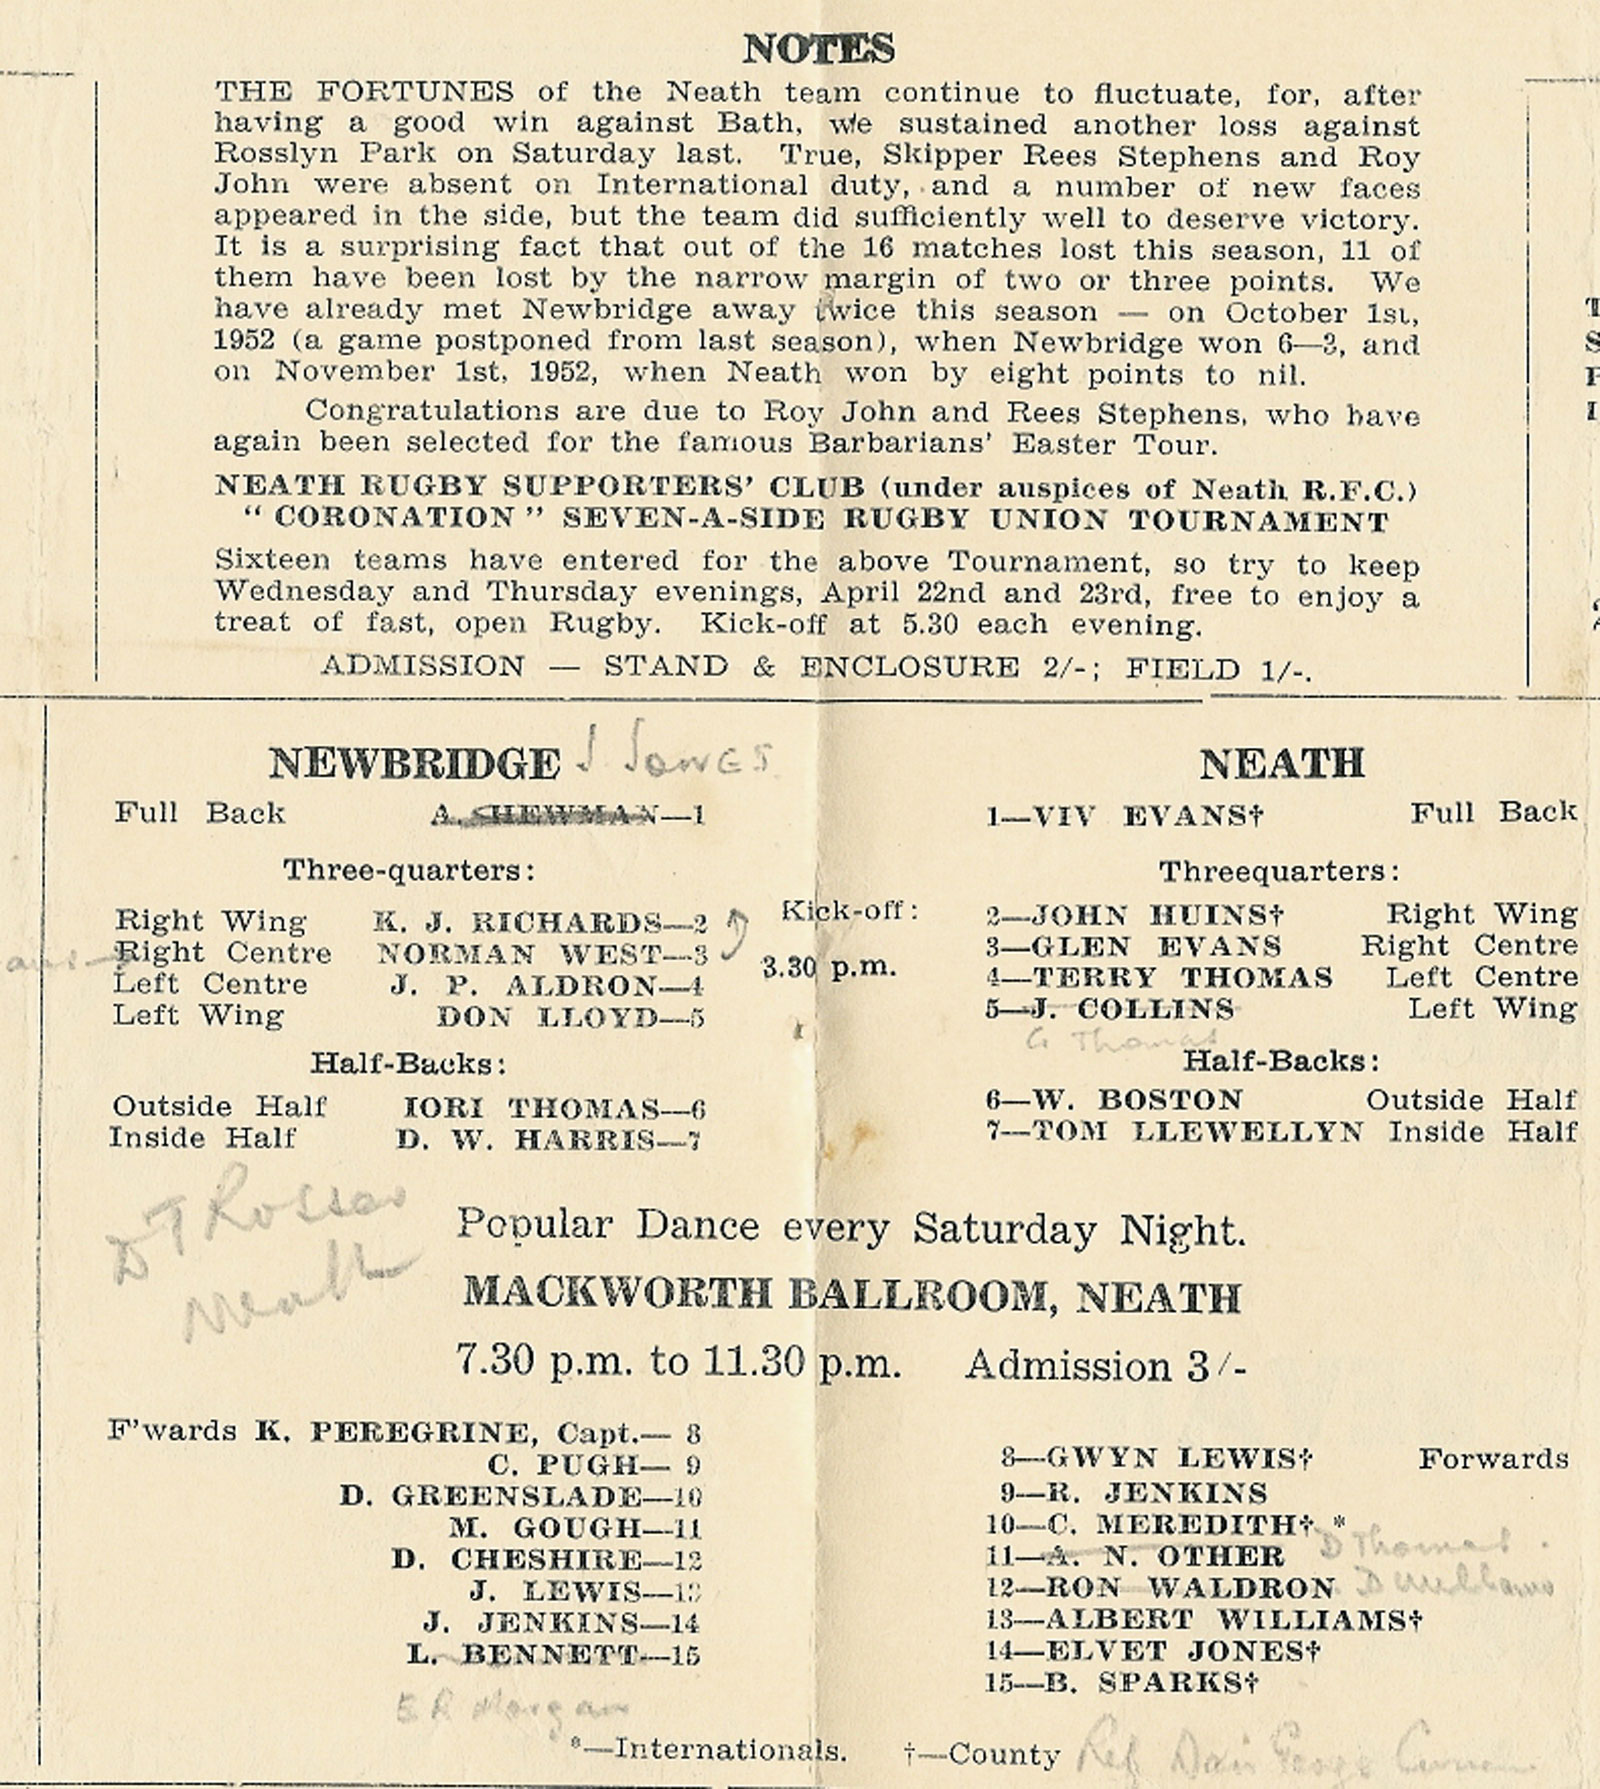 NOTES
THE FORTUNES of the Neath team continue to fluctuate, for, after
having a good win against Bath, we sustained another loss against
Rosslyn Park on Saturday last. True, Skipper Rees Stephens and Roy
John were absent on International duty, and a number of new faces
appeared in the side, but the team did sufficiently well to deserve victory.
It is a surprising fact that out of the 16 matches lost this season, 11 of
them have been lost by the narrow margin of two or three points. We
have already met Newbridge away twice this season — on October 1st,
1952 (a game postponed from last season), when Newbridge won 6—3, and
on November 1st, 1952, when Neath won by eight points to nil.
Congratulations are due to Roy John and Rees Stephens, who have
again been selected for the famous Barbarians' Easter Tour.
NEATH RUGBY SUPPORTERS' CLUB (under auspices of Neath R.F.C.)
"CORONATION" SEVEN-A-SIDE RUGBY UNION TOURNAMENT
Sixteen teams have entered for the above Tournament, so try to keep
Wednesday and Thursday evenings, April 22nd and 23rd, free to enjoy a
treat of fast, open Rugby. Kick-off at 5.30 each evening.
ADMISSION — STAND & ENCLOSURE 2/-; FIELD 1/-.
NEWBRIDGE J Jones
Full Back A. SHEWMAN—1
Three-quarters:
Right Wing K. J. RICHARDS—2
Right Centre NORMAN WEST—3
Left Centre J. P. ALDRON—4
Left Wing DON LLOYD—5
Half-Backs:
Outside Half IORI THOMAS—6
Inside Half D. W. HARRIS—7
Kick-off:
3.30 p.m.
NEATH
1—VIV EVANS† Full Back
Threequarters:
2—JOHN HUINS† Right Wing
3—GLEN EVANS Right Centre
4—TERRY THOMAS Left Centre
5—J. COLLINS Left Wing
G Thomas
Half-Backs:
6—W. BOSTON Outside Half
7—TOM LLEWELLYN Inside Half
D T Rosser
Neath
Popular Dance every Saturday Night.
MACKWORTH BALLROOM, NEATH
7.30 p.m. to 11.30 p.m. Admission 3/-
F'wards K. PEREGRINE, Capt.— 8
C. PUGH— 9
D. GREENSLADE—10
M. GOUGH—11
D. CHESHIRE—12
J. LEWIS—13
J. JENKINS—14
L. BENNETT—15
E R Morgan
8—GWYN LEWIS† Forwards
9—R. JENKINS
10—C. MEREDITH† *
11—A. N. OTHER D Thomas
12—RON WALDRON D Williams
13—ALBERT WILLIAMS†
14—ELVET JONES†
15—B. SPARKS†
*—Internationals. †—County
Ref